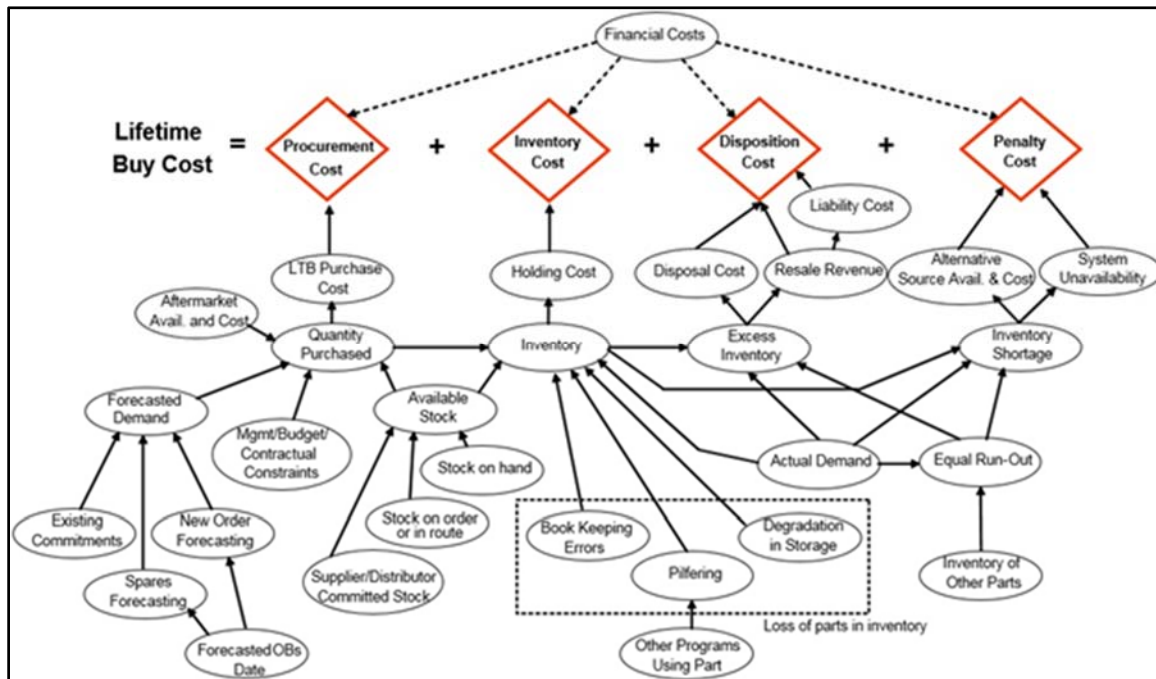 Financial Costs
Lifetime
Buy Cost
=
Procurement
Cost
+
Inventory
Cost
+
Disposition
Cost
+
Penalty
Cost
Liability Cost
LTB Purchase
Cost
Holding Cost
Disposal Cost
Resale Revenue
Alternative
Source Avail. & Cost
System
Unavailability
Aftermarket
Avail. and Cost
Quantity
Purchased
Inventory
Excess
Inventory
Inventory
Shortage
Forecasted
Demand
Mgmt/Budget/
Contractual
Constraints
Available
Stock
Stock on hand
Actual Demand
Equal Run-Out
Existing
Commitments
New Order
Forecasting
Stock on order
or in route
Book Keeping
Errors
Degradation
in Storage
Spares
Forecasting
Supplier/Distributor
Committed Stock
Pilfering
Inventory of
Other Parts
Loss of parts in inventory
Forecasted OBs
Date
Other Programs
Using Part